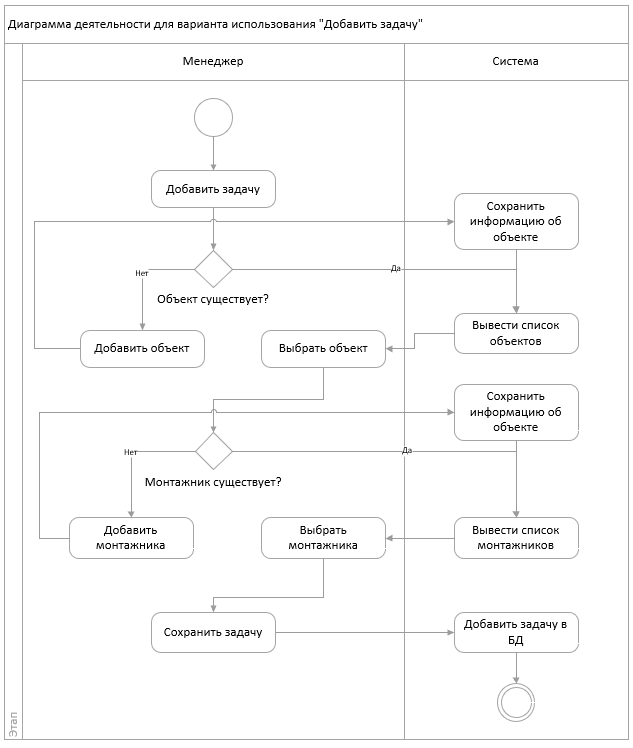 Диаграмма деятельности для варианта использования "Добавить задачу"
Менеджер
Система
Добавить задачу
Сохранить
информацию об
объекте
Да
Нет
Объект существует?
Вывести список
объектов
Добавить объект
Выбрать объект
Сохранить
информацию об
объекте
Да
Нет
Монтажник существует?
Добавить
монтажника
Выбрать
монтажника
Вывести список
монтажников
Сохранить задачу
Добавить задачу в
БД
Этап